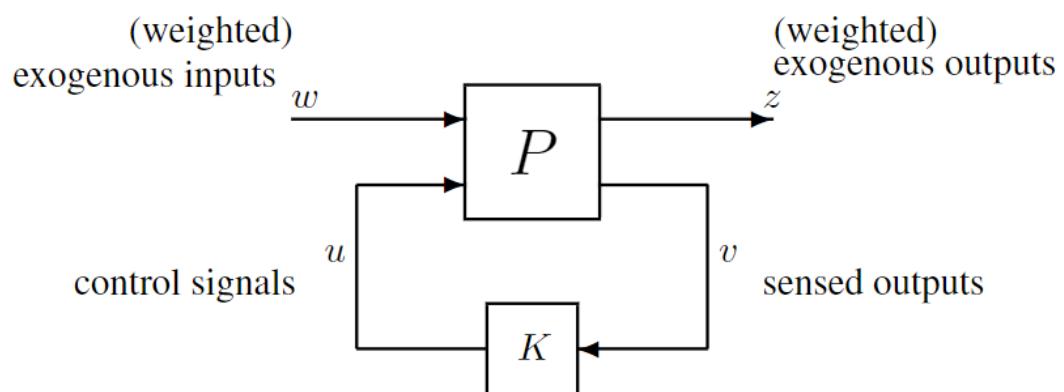 (weighted)
exogenous inputs
(weighted)
exogenous outputs
w
z
P
u
v
control signals
sensed outputs
K